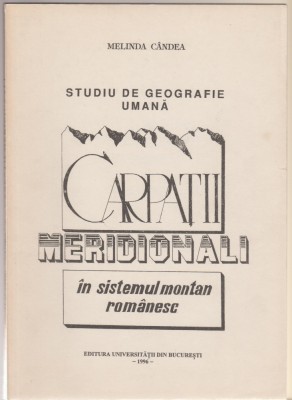 MELINDA CÂNDEA
STUDIU DE GEOGRAFIE
UMANĂ
CARPAȚII
MERIDIONALI
în sistemul montan
românesc
EDITURA UNIVERSITĂȚII DIN BUCUREȘTI
– 1996 –